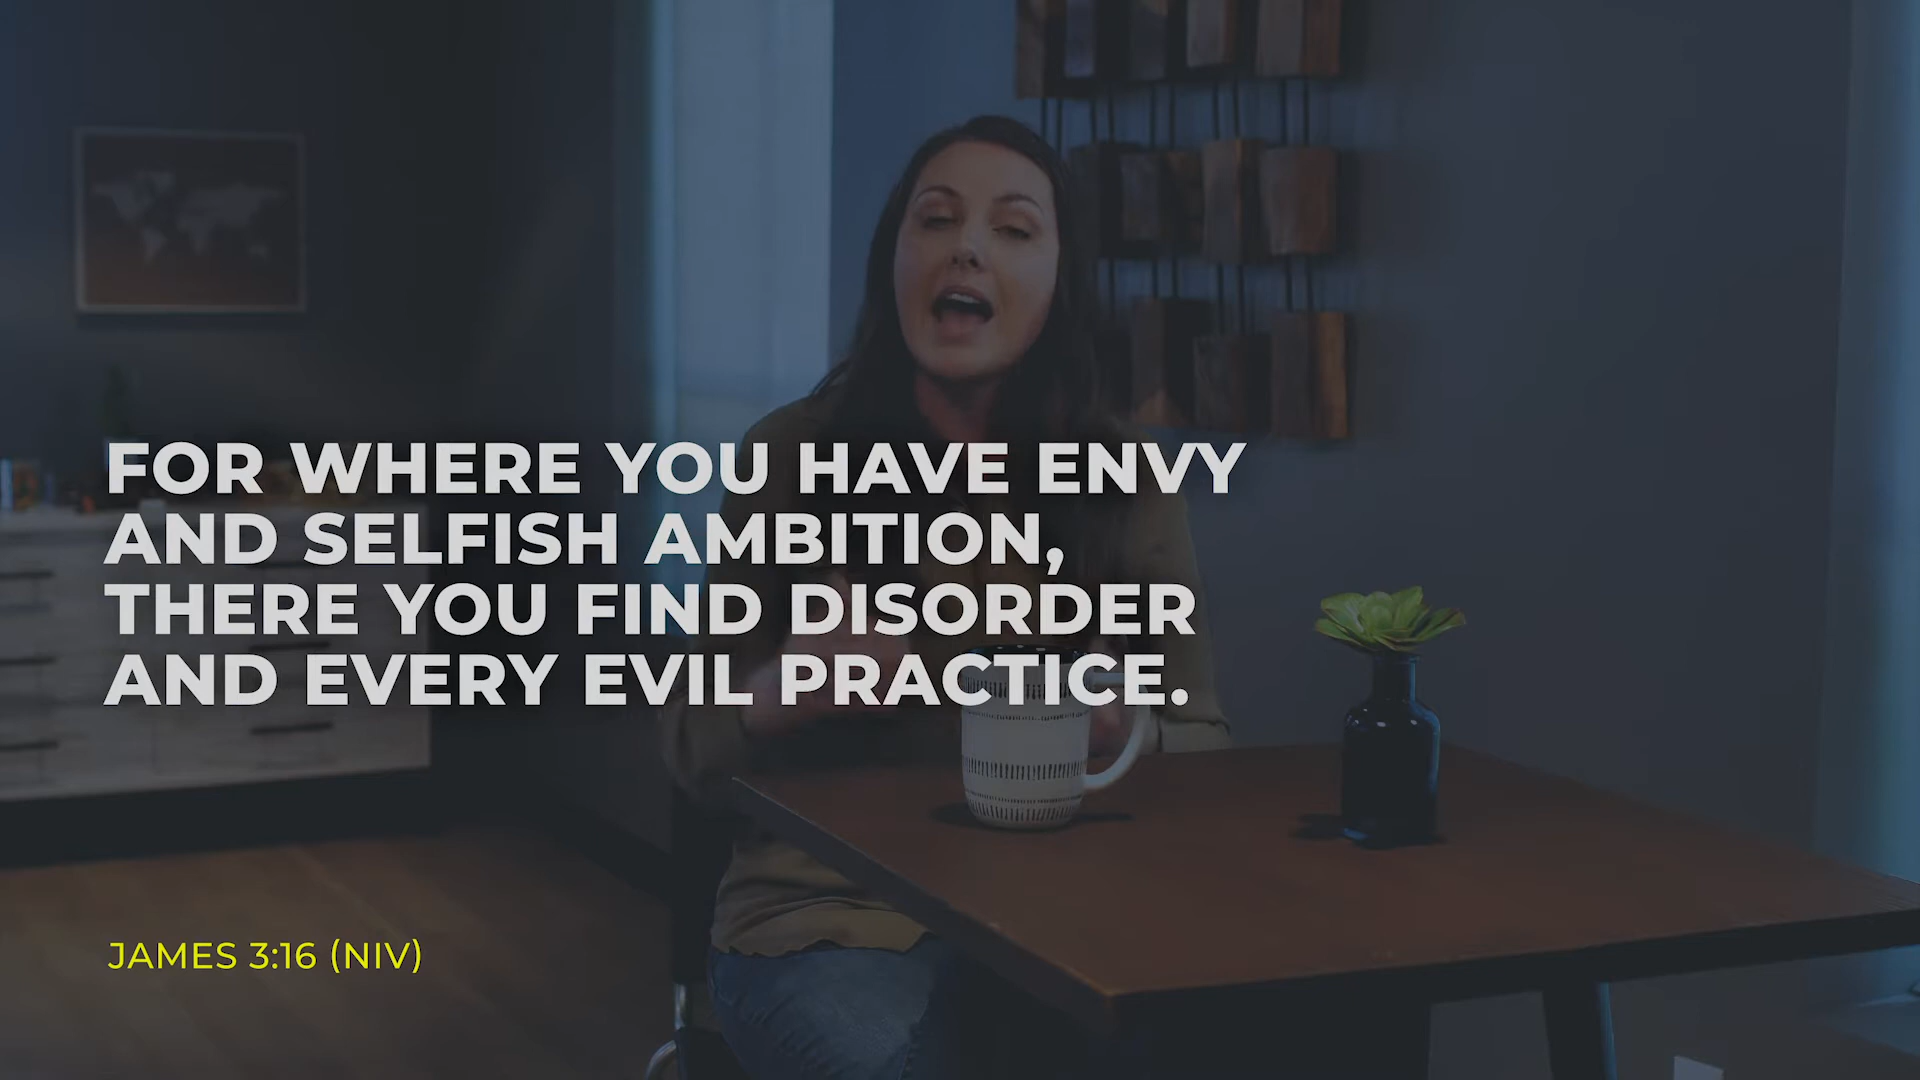 FOR WHERE YOU HAVE ENVY
AND SELFISH AMBITION,
THERE YOU FIND DISORDER
AND EVERY EVIL PRACTICE.
JAMES 3:16 (NIV)